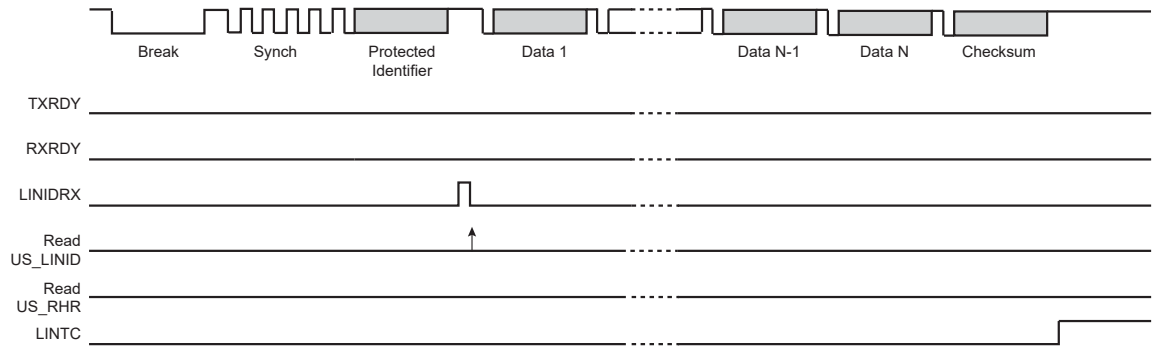 Break Synch Protected Data 1 Data N-1 Data N Checksum
Identifier
TXRDY
RXRDY
LINIDRX
Read
US_LINID
Read
US_RHR
LINTC